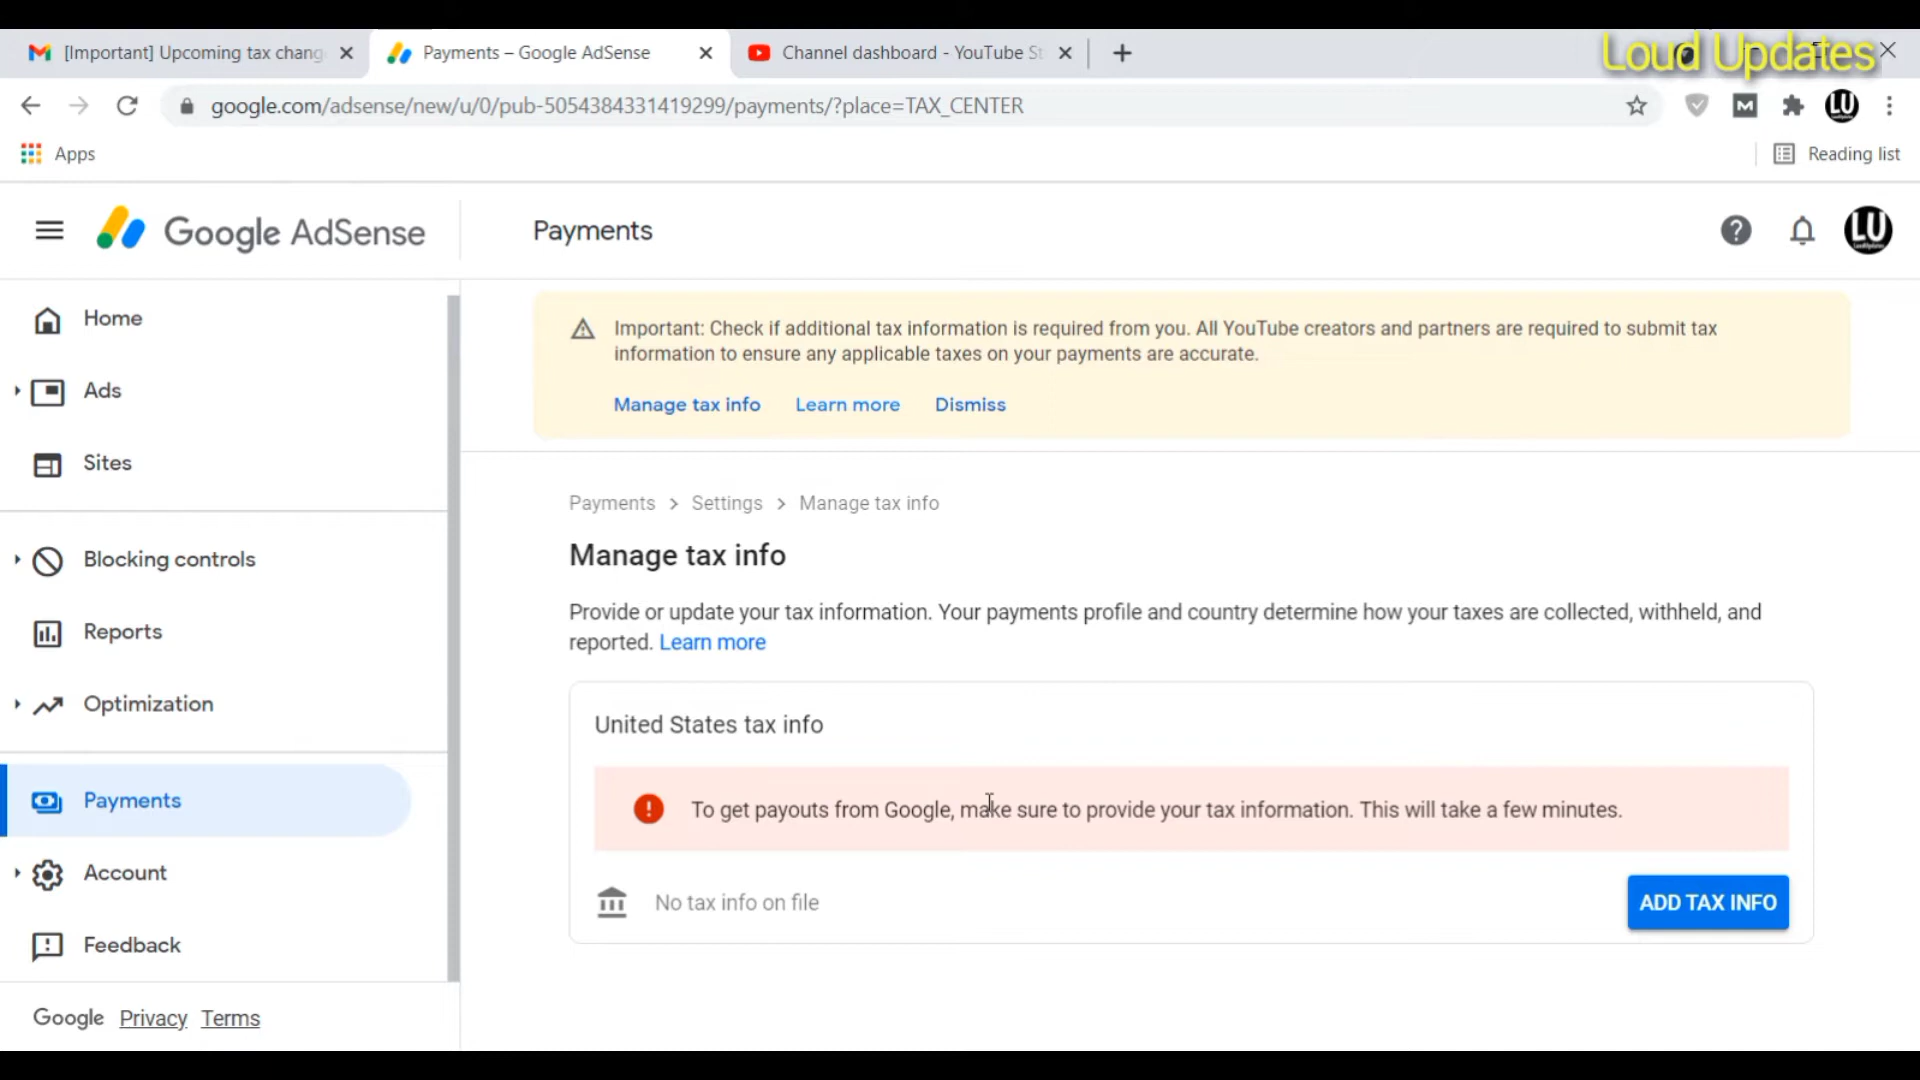 [Important] Upcoming tax chang
Payments – Google AdSense
Channel dashboard - YouTube St
Loud Updates
google.com/adsense/new/u/0/pub-5054384331419299/payments/?place=TAX_CENTER
LU
Apps
Reading list
Google AdSense
Payments
LU
Home
Ads
Sites
Blocking controls
Reports
Optimization
Payments
Account
Feedback
Google Privacy Terms
Important: Check if additional tax information is required from you. All YouTube creators and partners are required to submit tax
information to ensure any applicable taxes on your payments are accurate.
Manage tax info Learn more Dismiss
Payments > Settings > Manage tax info
Manage tax info
Provide or update your tax information. Your payments profile and country determine how your taxes are collected, withheld, and
reported. Learn more
United States tax info
To get payouts from Google, make sure to provide your tax information. This will take a few minutes.
No tax info on file
ADD TAX INFO